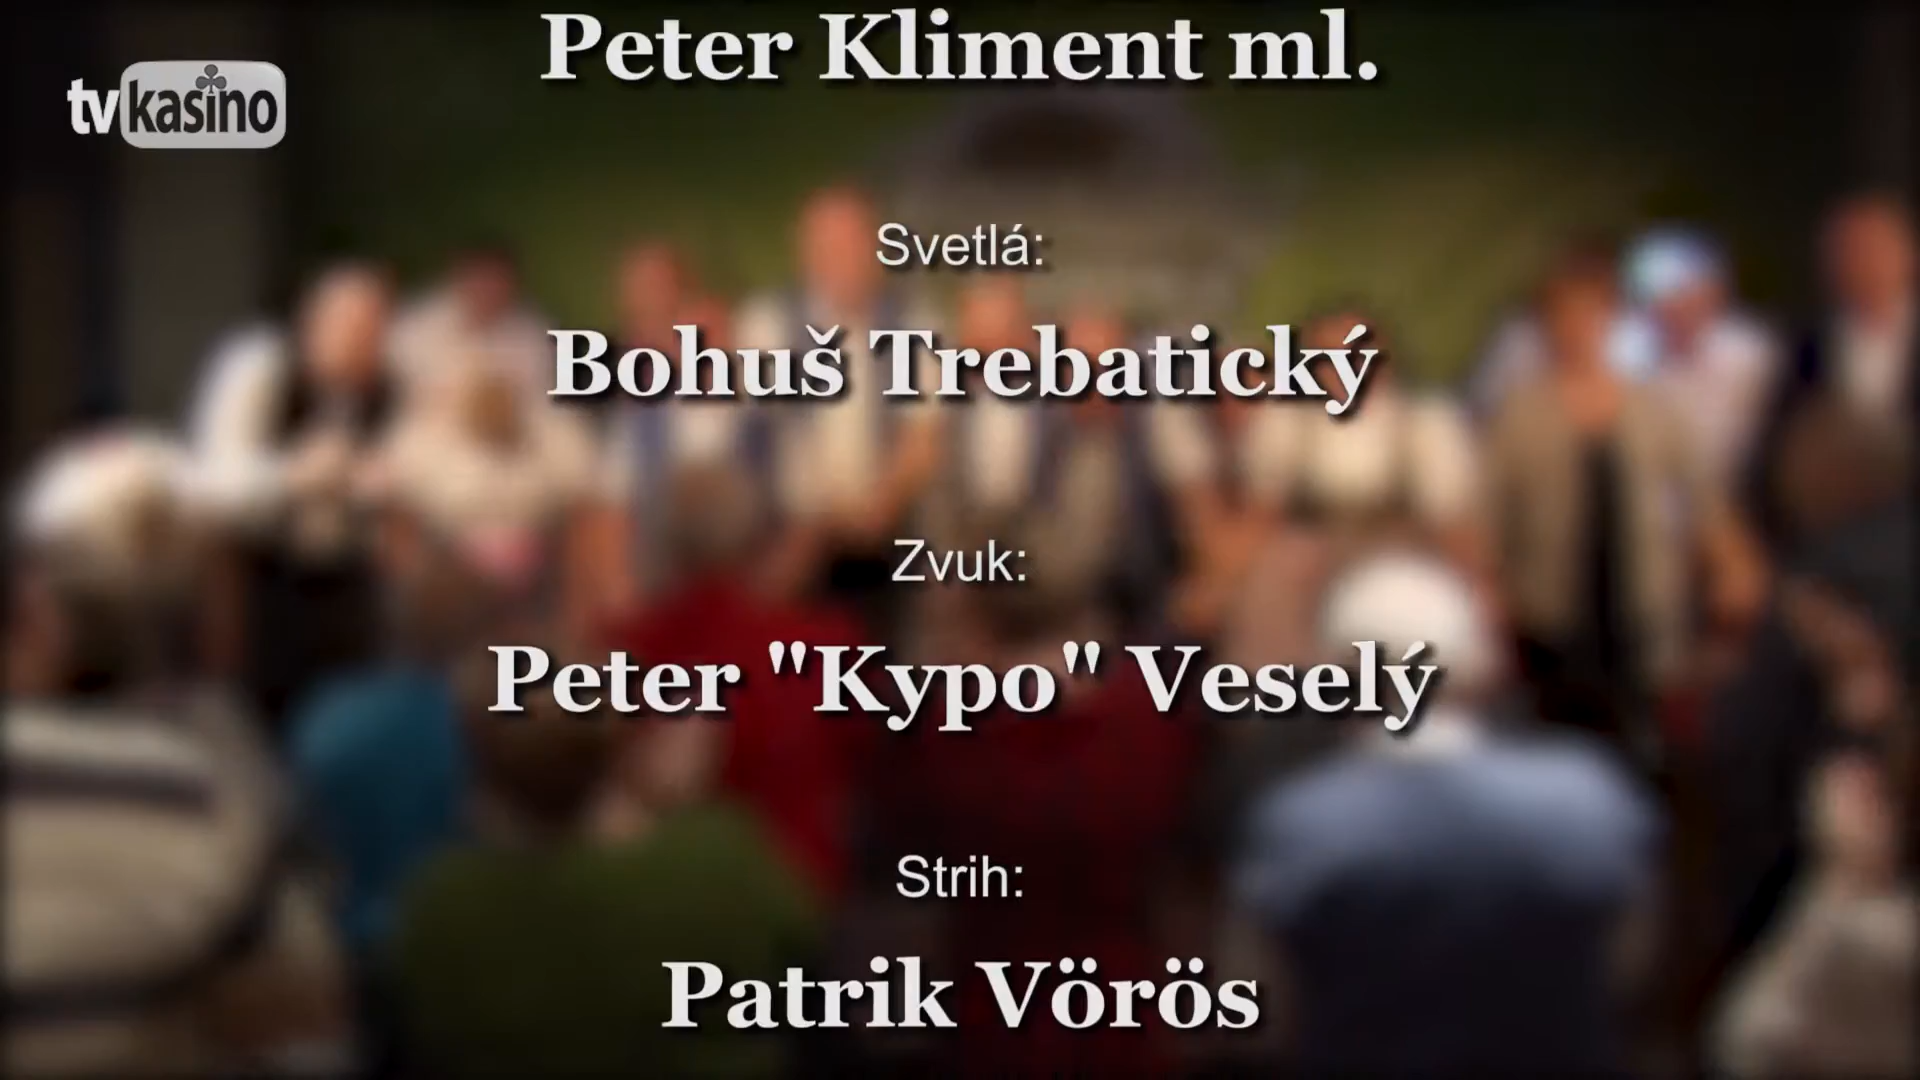 Peter Kliment ml.
tvkasino
Svetlá:
Bohuš Trebatický
Zvuk:
Peter "Kypo" Veselý
Strih:
Patrik Vörös